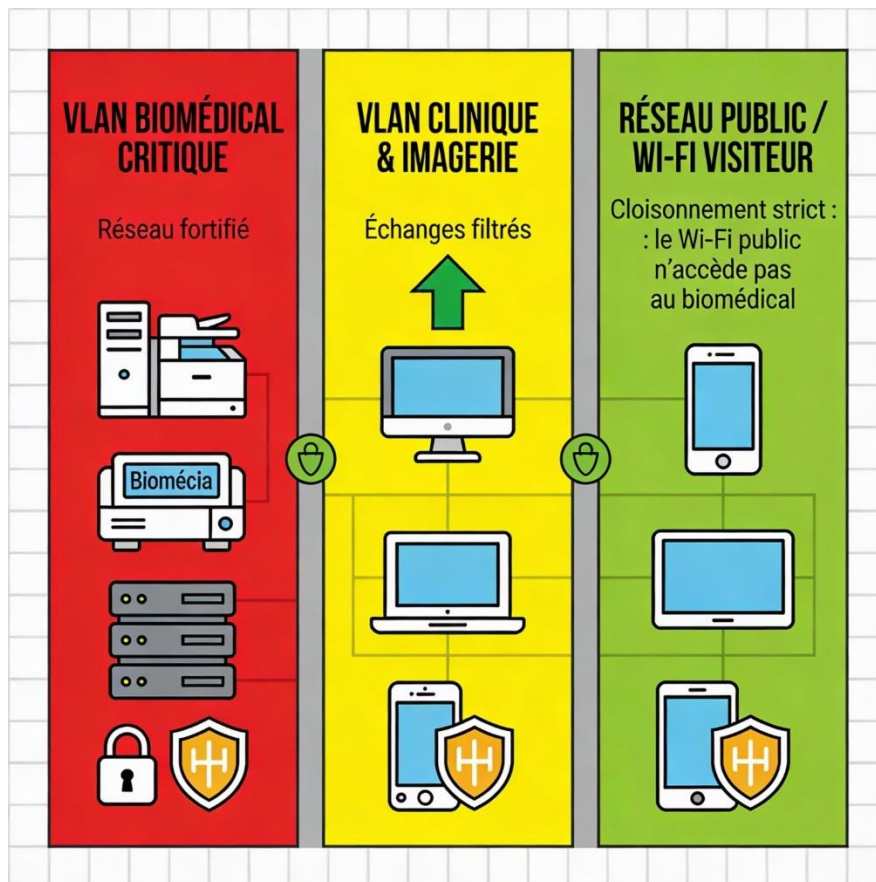 VLAN BIOMÉDICAL
CRITIQUE
Réseau fortifié
Biomécia
VLAN CLINIQUE
& IMAGERIE
Échanges filtrés
RÉSEAU PUBLIC /
WI-FI VISITEUR
Cloisonnement strict :
: le Wi-Fi public
n’accède pas
au biomédical